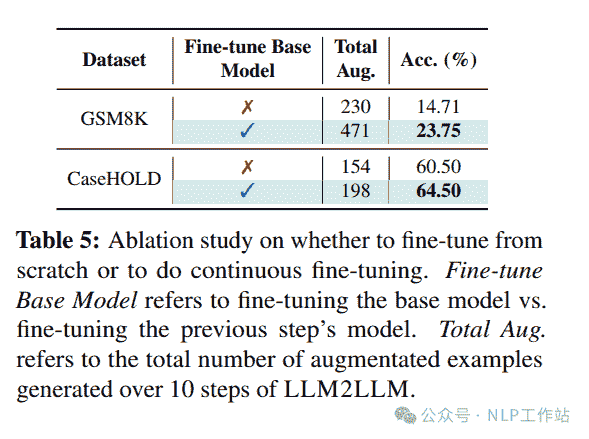 Dataset Fine-tune Base Model Total Aug. Acc. (%)
GSM8K ✗ 230 14.71
✓ 471 23.75
CaseHOLD ✗ 154 60.50
✓ 198 64.50
Table 5: Ablation study on whether to fine-tune from
scratch or to do continuous fine-tuning. Fine-tune
Base Model refers to fine-tuning the base model vs.
fine-tuning the previous step's model. Total Aug.
refers to the total number of augmentated examples
generated over 10 steps of LLM2LLM.
公众号 · NLP工作站